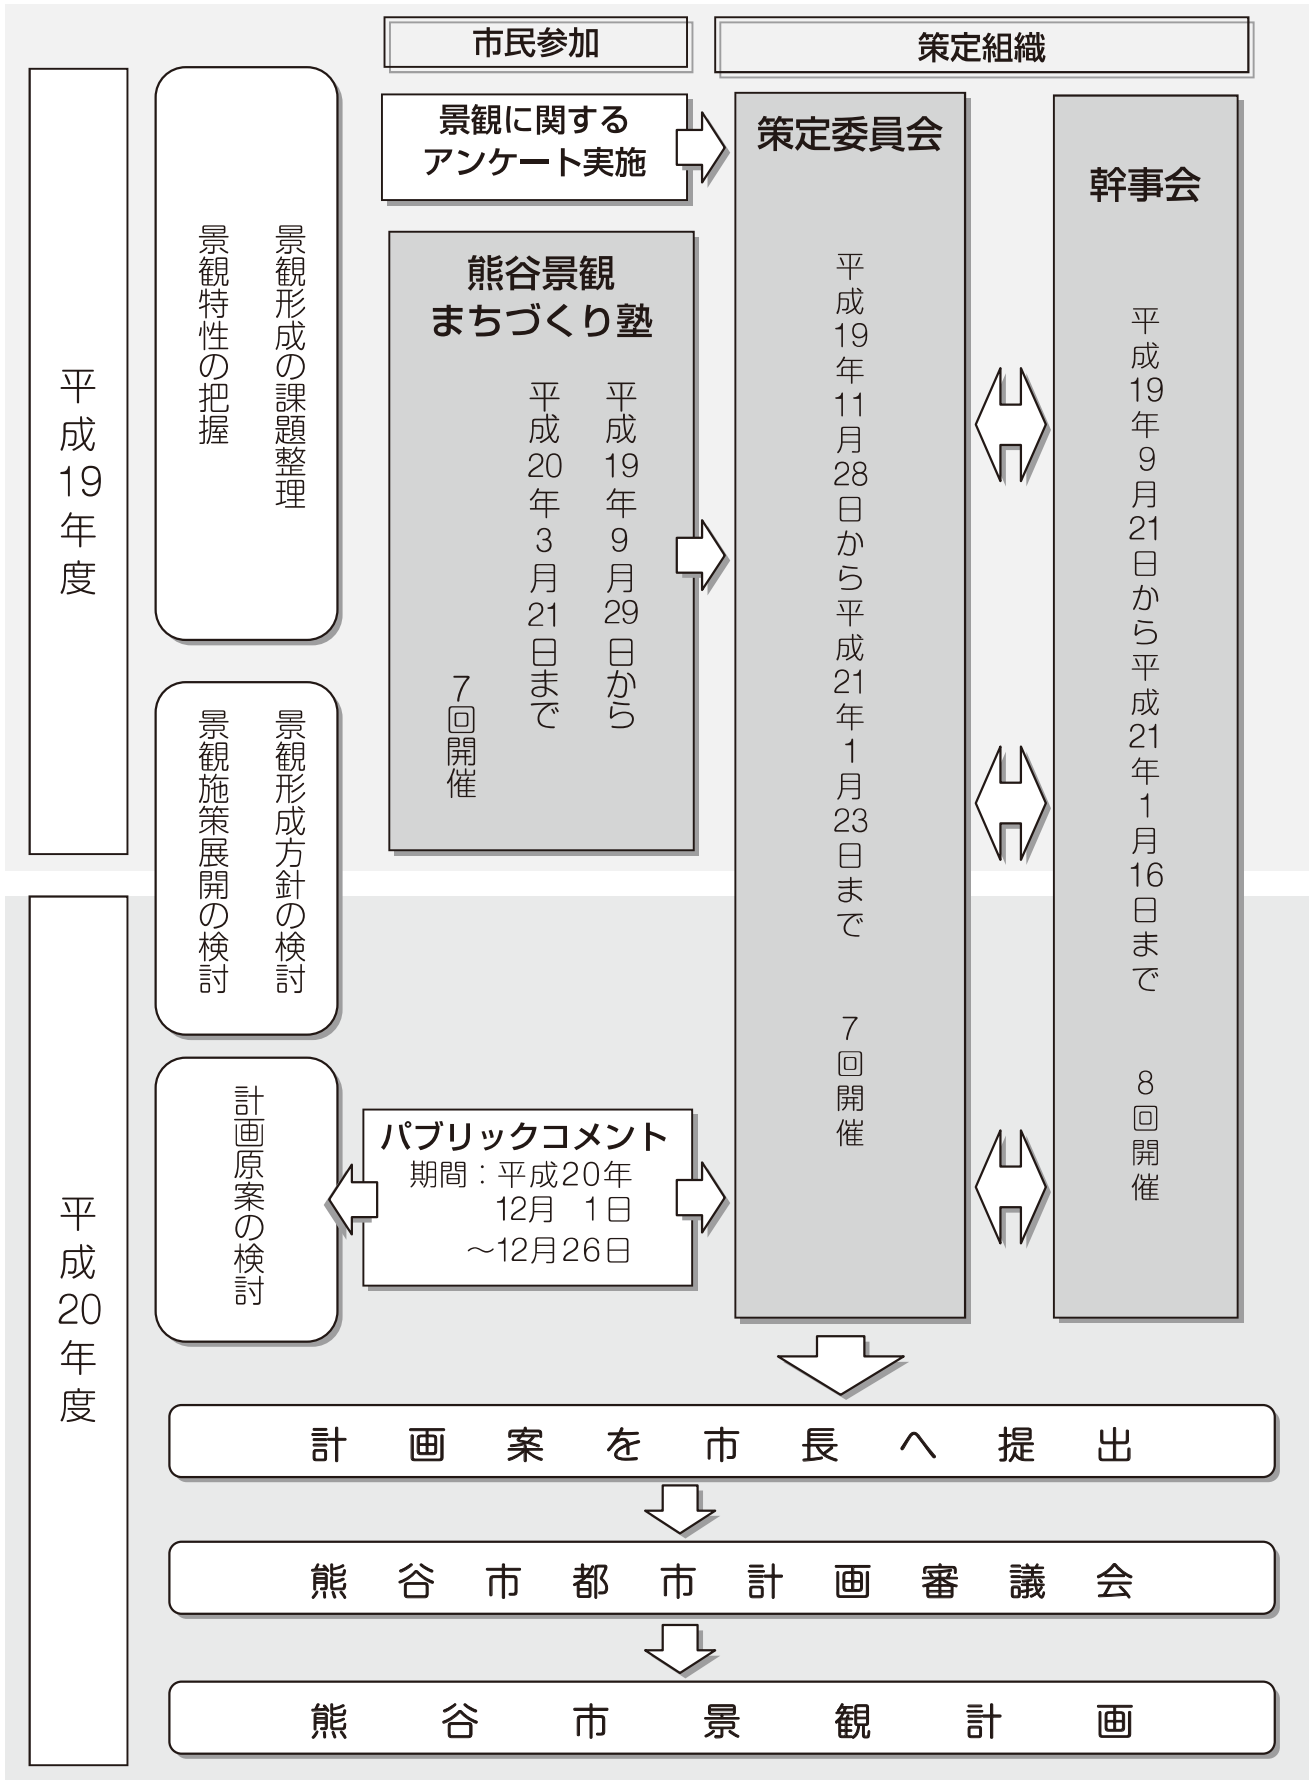 市民参加
策定組織
平成19年度
景観形成の課題整理
景観特性の把握
景観に関する
アンケート実施
熊谷景観
まちづくり塾
平成19年9月29日から
平成20年3月21日まで
7回開催
策定委員会
平成19年11月28日から平成21年1月23日まで
7回開催
幹事会
平成19年9月21日から平成21年1月16日まで
8回開催
景観形成方針の検討
景観施策展開の検討
平成20年度
計画原案の検討
パブリックコメント
期間：平成20年
12月 1日
～12月26日
計画案を市長へ提出
熊谷市都市計画審議会
熊谷市景観計画